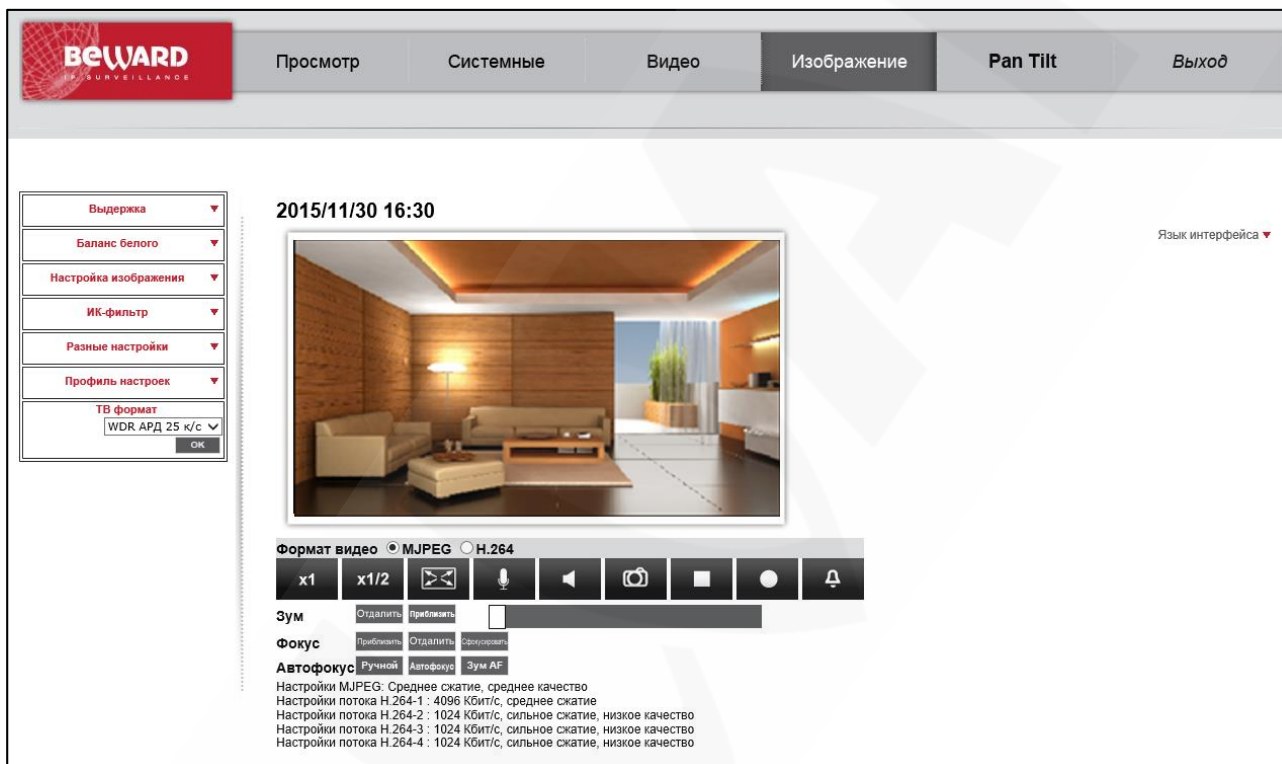 BEWARD
IP SURVEILLANCE
Просмотр
Системные
Видео
Изображение
Pan Tilt
Выход
Выдержка
Баланс белого
Настройка изображения
ИК-фильтр
Разные настройки
Профиль настроек
ТВ формат
WDR АРД 25 к/с
OK
2015/11/30 16:30
Язык интерфейса
Формат видео MJPEG H.264
x1 x1/2
Зум Отдалить Приблизить
Фокус Приблизить Отдалить Сфокусировать
Автофокус Ручной Автофокус Зум AF
Настройки MJPEG: Среднее сжатие, среднее качество
Настройки потока H.264-1 : 4096 Кбит/с, среднее сжатие
Настройки потока H.264-2 : 1024 Кбит/с, сильное сжатие, низкое качество
Настройки потока H.264-3 : 1024 Кбит/с, сильное сжатие, низкое качество
Настройки потока H.264-4 : 1024 Кбит/с, сильное сжатие, низкое качество